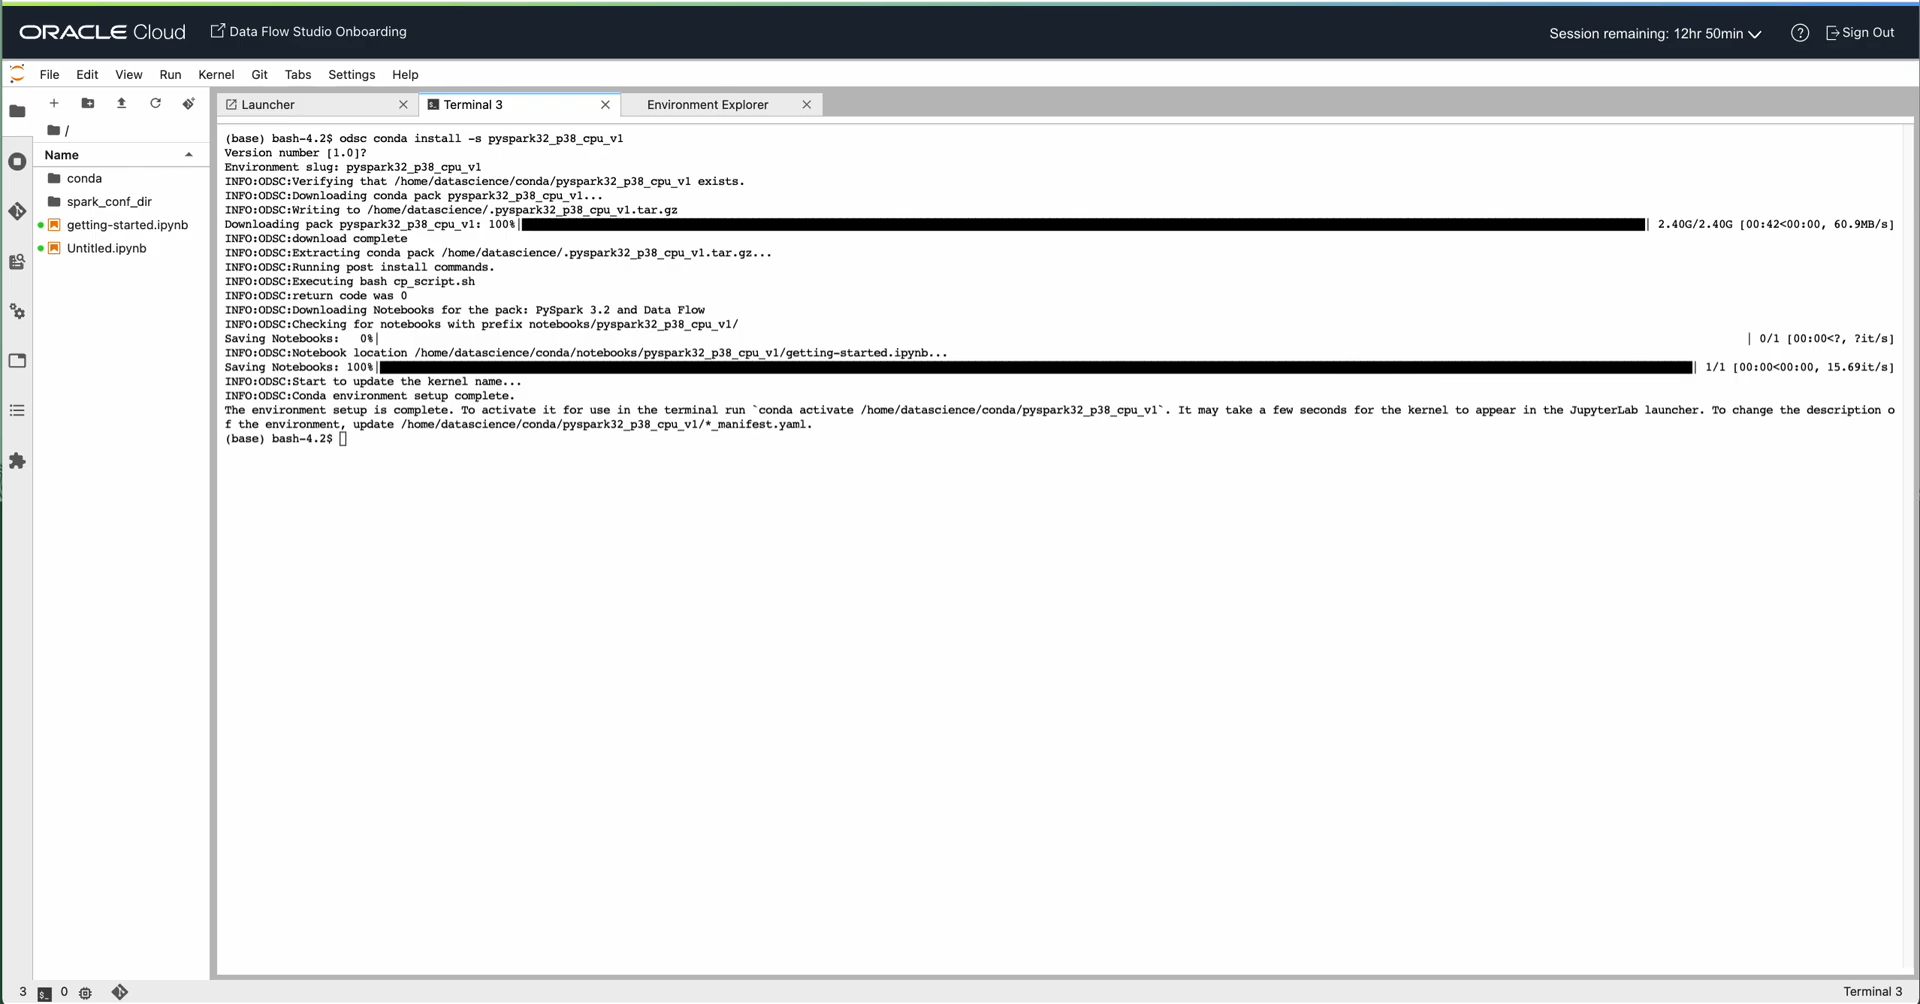 ORACLE Cloud
Data Flow Studio Onboarding
Session remaining: 12hr 50min
?
Sign Out
File Edit View Run Kernel Git Tabs Settings Help
Launcher
Terminal 3
Environment Explorer
/
Name
conda
spark_conf_dir
getting-started.ipynb
Untitled.ipynb
(base) bash-4.2$ odsc conda install -s pyspark32_p38_cpu_v1
Version number [1.0]?
Environment slug: pyspark32_p38_cpu_v1
INFO:ODSC:Verifying that /home/datascience/conda/pyspark32_p38_cpu_v1 exists.
INFO:ODSC:Downloading conda pack pyspark32_p38_cpu_v1...
INFO:ODSC:Writing to /home/datascience/.pyspark32_p38_cpu_v1.tar.gz
Downloading pack pyspark32_p38_cpu_v1: 100%| | 2.40G/2.40G [00:42<00:00, 60.9MB/s]
INFO:ODSC:download complete
INFO:ODSC:Extracting conda pack /home/datascience/.pyspark32_p38_cpu_v1.tar.gz...
INFO:ODSC:Running post install commands.
INFO:ODSC:Executing bash cp_script.sh
INFO:ODSC:return code was 0
INFO:ODSC:Downloading Notebooks for the pack: PySpark 3.2 and Data Flow
INFO:ODSC:Checking for notebooks with prefix notebooks/pyspark32_p38_cpu_v1/
Saving Notebooks:   0%| | 0/1 [00:00<?, ?it/s]
INFO:ODSC:Notebook location /home/datascience/conda/notebooks/pyspark32_p38_cpu_v1/getting-started.ipynb...
Saving Notebooks: 100%| | 1/1 [00:00<00:00, 15.69it/s]
INFO:ODSC:Start to update the kernel name...
INFO:ODSC:Conda environment setup complete.
The environment setup is complete. To activate it for use in the terminal run `conda activate /home/datascience/conda/pyspark32_p38_cpu_v1`. It may take a few seconds for the kernel to appear in the JupyterLab launcher. To change the description o
f the environment, update /home/datascience/conda/pyspark32_p38_cpu_v1/*_manifest.yaml.
(base) bash-4.2$
3 0
Terminal 3